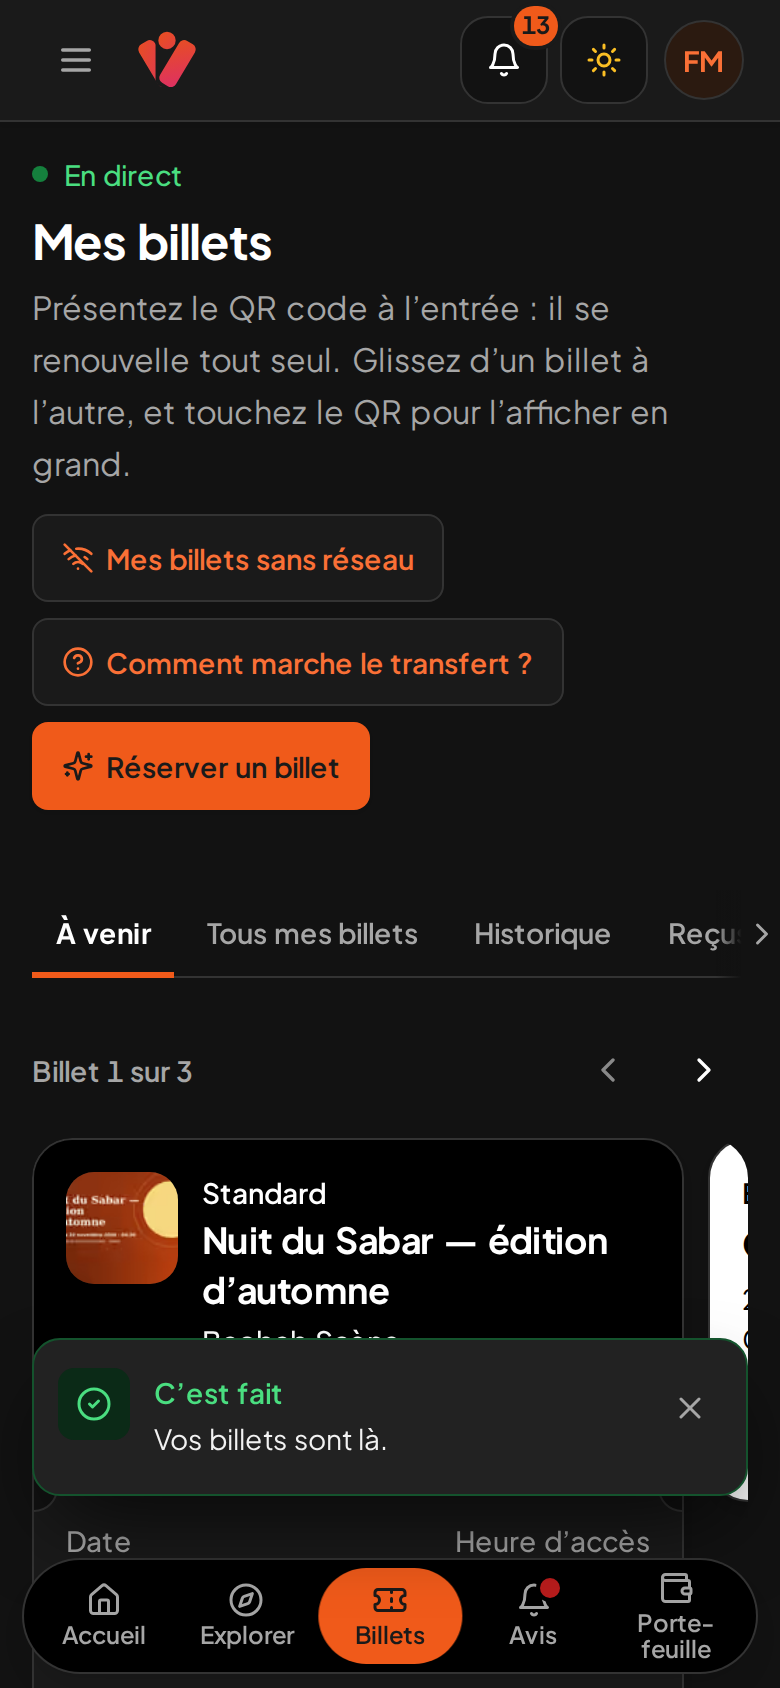 13
FM
En direct
Mes billets
Présentez le QR code à l’entrée : il se
renouvelle tout seul. Glissez d’un billet à
l’autre, et touchez le QR pour l’afficher en
grand.
Mes billets sans réseau
Comment marche le transfert ?
Réserver un billet
À venir
Tous mes billets
Historique
Reçus
Billet 1 sur 3
du Sabar —
Standard
Nuit du Sabar — édition
d’automne
C’est fait
Vos billets sont là.
Date
Heure d’accès
Accueil
Explorer
Billets
Avis
Porte-
feuille